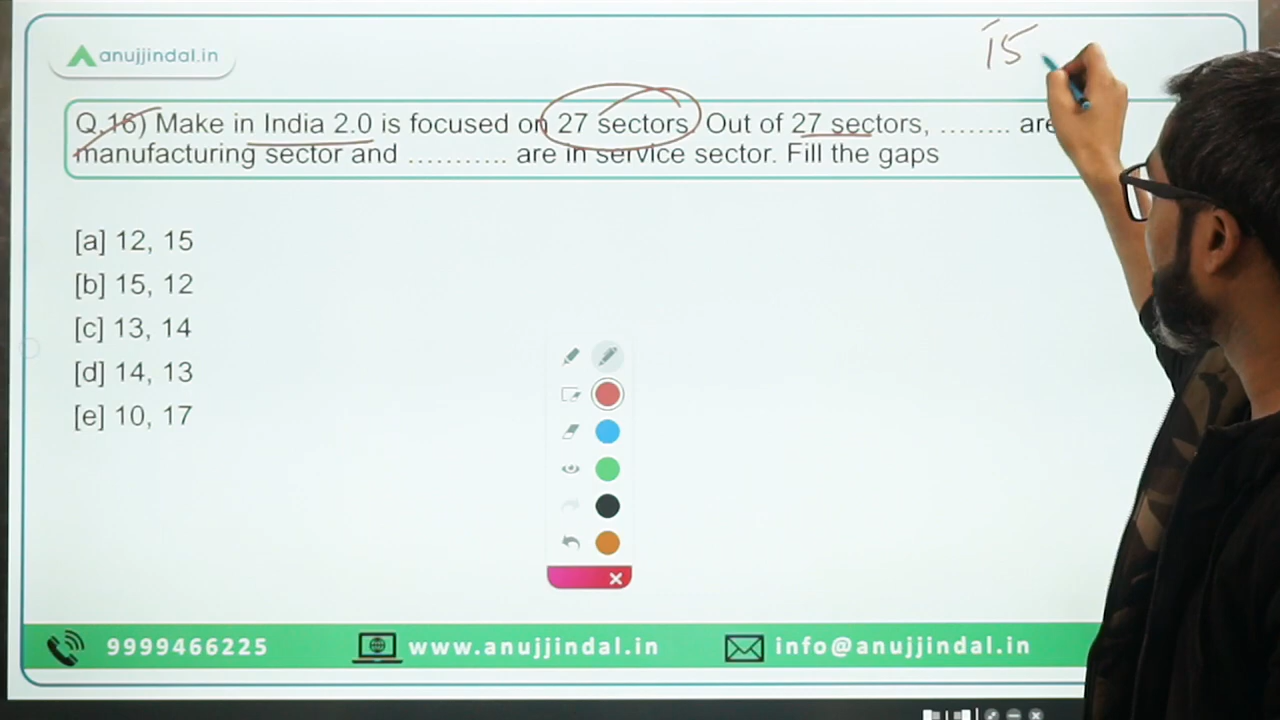 15
anujjindal.in
Q.16) Make in India 2.0 is focused on 27 sectors. Out of 27 sectors, ........ are
manufacturing sector and ........... are in service sector. Fill the gaps
[a] 12, 15
[b] 15, 12
[c] 13, 14
[d] 14, 13
[e] 10, 17
9999466225 www.anujjindal.in info@anujjindal.in